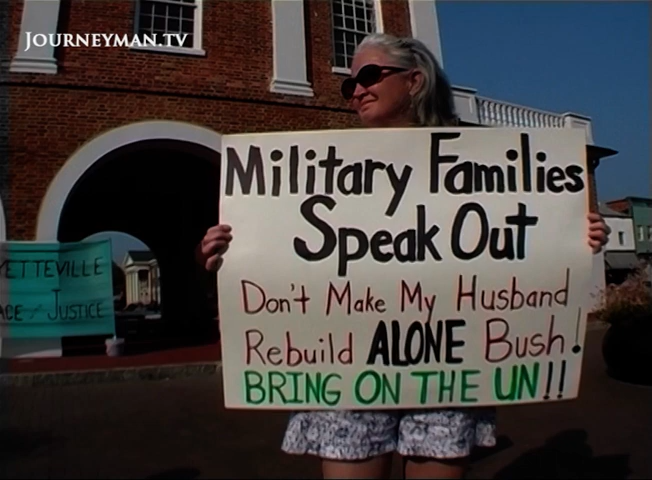 JOURNEYMAN.TV
Military Families
Speak Out
Don't Make My Husband
Rebuild ALONE Bush!
BRING ON THE UN!!
YETTEVILLE
ACE JUSTICE